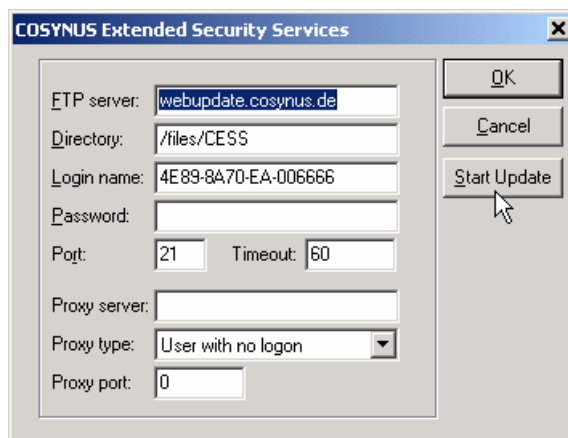 COSYNUS Extended Security Services
FTP server: webupdate.cosynus.de
Directory: /files/CESS
Login name: 4E89-8A70-EA-006666
Password:
Port: 21 Timeout: 60
Proxy server:
Proxy type: User with no logon
Proxy port: 0
OK
Cancel
Start Update